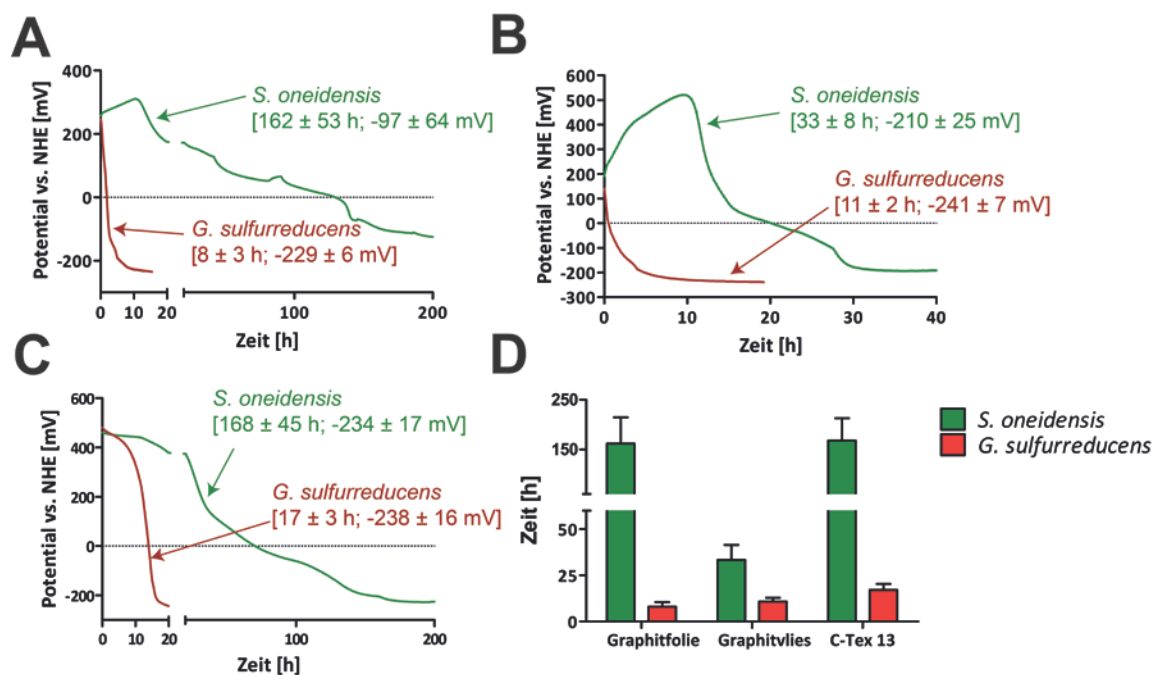 A
Potential vs. NHE [mV]
400
200
0
-200
S. oneidensis
[162 ± 53 h; -97 ± 64 mV]
G. sulfurreducens
[8 ± 3 h; -229 ± 6 mV]
0 10 20 100 200
Zeit [h]
B
Potential vs. NHE [mV]
600
500
400
300
200
100
0
-100
-200
-300
S. oneidensis
[33 ± 8 h; -210 ± 25 mV]
G. sulfurreducens
[11 ± 2 h; -241 ± 7 mV]
0 10 20 30 40
Zeit [h]
C
Potential vs. NHE [mV]
600
400
200
0
-200
S. oneidensis
[168 ± 45 h; -234 ± 17 mV]
G. sulfurreducens
[17 ± 3 h; -238 ± 16 mV]
0 10 20 100 200
Zeit [h]
D
Zeit [h]
250
150
50
25
0
Graphitfolie Graphitvlies C-Tex 13
S. oneidensis
G. sulfurreducens